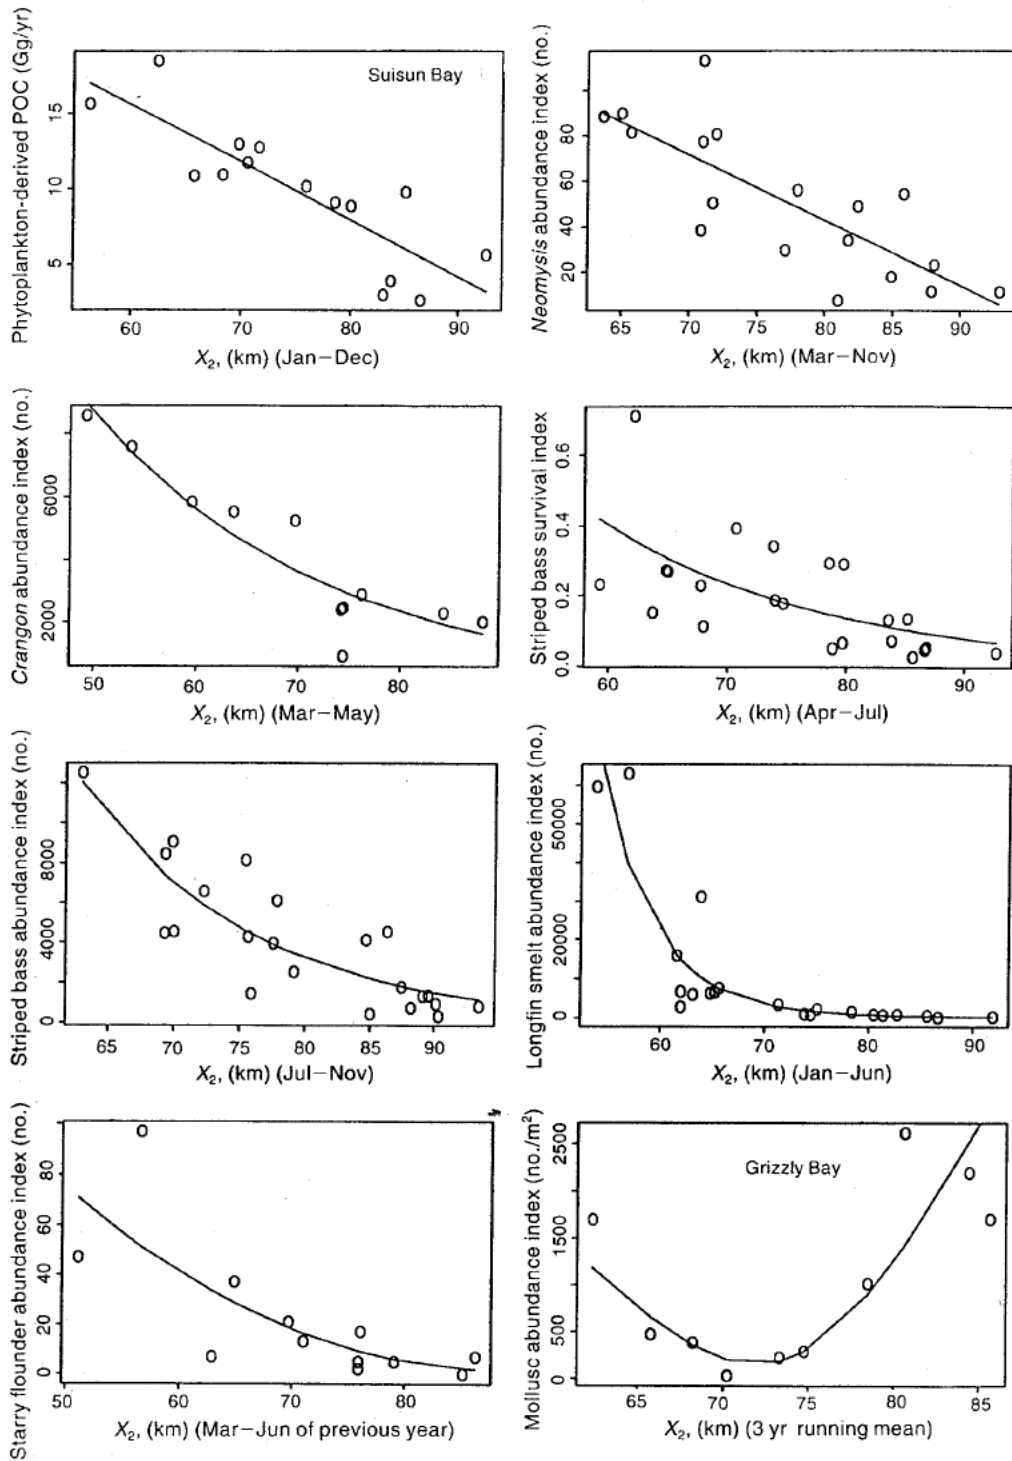 Phytoplankton-derived POC (Gg/yr)
15
10
5
Suisun Bay
60 70 80 90
X₂, (km) (Jan–Dec)
Neomysis abundance index (no.)
80
60
40
20
65 70 75 80 85 90
X₂, (km) (Mar–Nov)
Crangon abundance index (no.)
6000
2000
50 60 70 80
X₂, (km) (Mar–May)
Striped bass survival index
0.6
0.4
0.2
0.0
60 70 80 90
X₂, (km) (Apr–Jul)
Striped bass abundance index (no.)
8000
4000
0
65 70 75 80 85 90
X₂, (km) (Jul–Nov)
Longfin smelt abundance index (no.)
50000
20000
0
60 70 80 90
X₂, (km) (Jan–Jun)
Starry flounder abundance index (no.)
80
60
40
20
0
50 60 70 80
X₂, (km) (Mar–Jun of previous year)
Mollusc abundance index (no./m²)
2500
1500
500
0
Grizzly Bay
65 70 75 80 85
X₂, (km) (3 yr running mean)